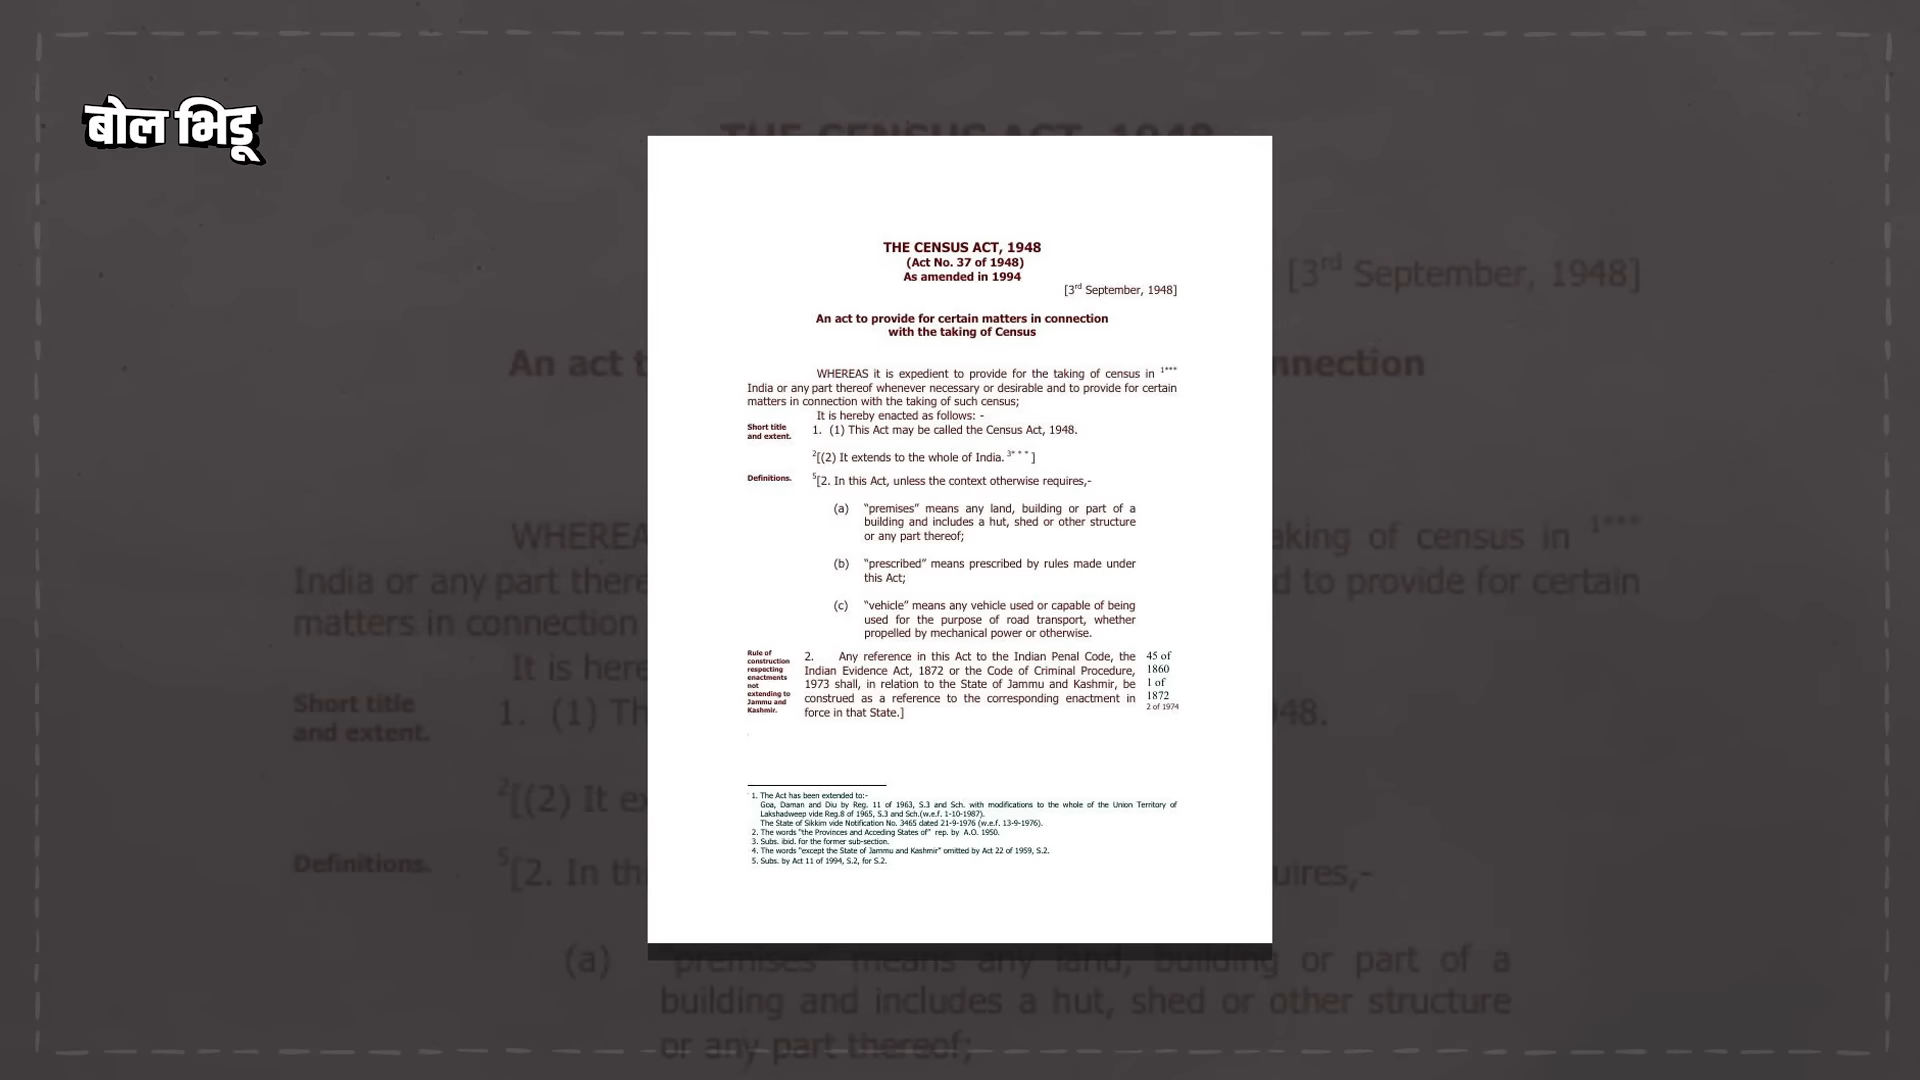 बोल भिडू
THE CENSUS ACT, 1948
(Act No. 37 of 1948)
As amended in 1994
[3rd September, 1948]
An act to provide for certain matters in connection
with the taking of Census
WHEREAS it is expedient to provide for the taking of census in 1***
India or any part thereof whenever necessary or desirable and to provide for certain
matters in connection with the taking of such census;
It is hereby enacted as follows: -
Short title
and extent.
1. (1) This Act may be called the Census Act, 1948.
2[(2) It extends to the whole of India. 3* * * ]
Definitions.
5[2. In this Act, unless the context otherwise requires,-
(a) “premises” means any land, building or part of a
building and includes a hut, shed or other structure
or any part thereof;
(b) “prescribed” means prescribed by rules made under
this Act;
(c) “vehicle” means any vehicle used or capable of being
used for the purpose of road transport, whether
propelled by mechanical power or otherwise.
Rule of
construction
respecting
enactments
not
extending to
Jammu and
Kashmir.
2. Any reference in this Act to the Indian Penal Code, the
Indian Evidence Act, 1872 or the Code of Criminal Procedure,
1973 shall, in relation to the State of Jammu and Kashmir, be
construed as a reference to the corresponding enactment in
force in that State.]
45 of
1860
1 of
1872
2 of 1974
1. The Act has been extended to:-
Goa, Daman and Diu by Reg. 11 of 1963, S.3 and Sch. with modifications to the whole of the Union Territory of
Lakshadweep vide Reg.8 of 1965, S.3 and Sch.(w.e.f. 1-10-1987).
The State of Sikkim vide Notification No. 3465 dated 21-9-1976 (w.e.f. 13-9-1976).
2. The words “the Provinces and Acceding States of” rep. by A.O. 1950.
3. Subs. ibid. for the former sub-section.
4. The words “except the State of Jammu and Kashmir” omitted by Act 22 of 1959, S.2.
5. Subs. by Act 11 of 1994, S.2, for S.2.